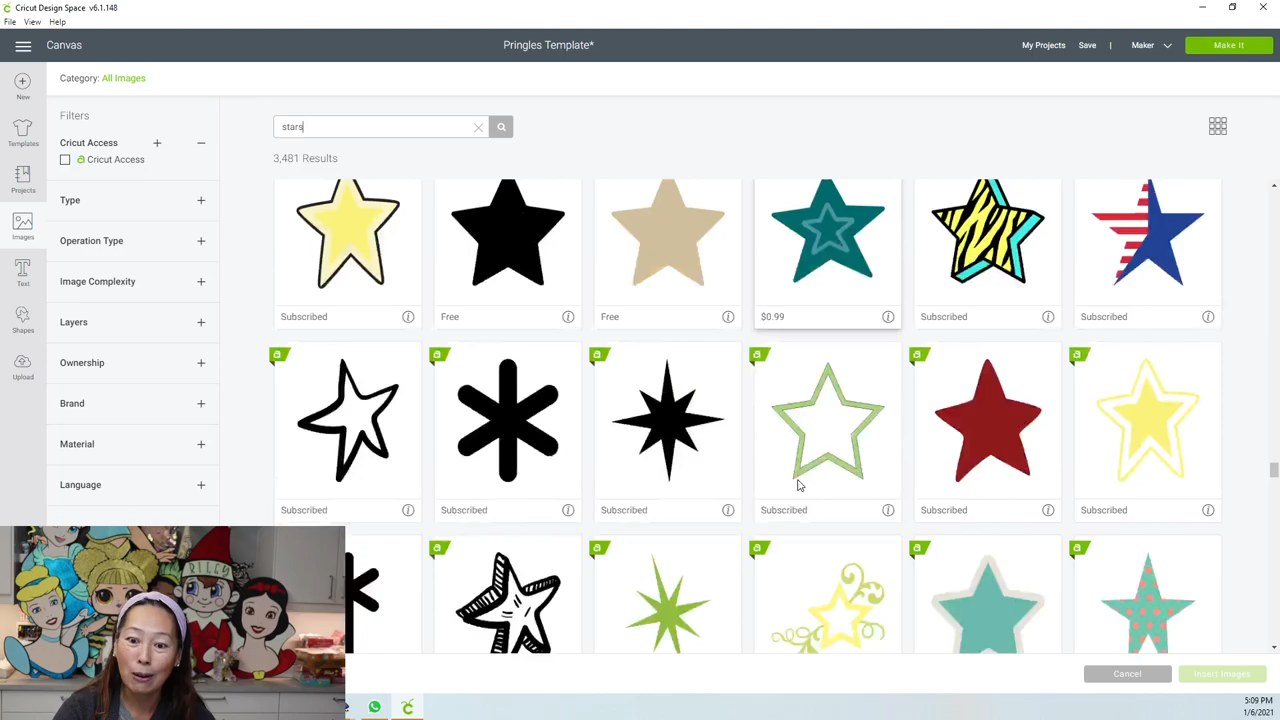 Cricut Design Space v6.1.148
File View Help
Canvas
Pringles Template*
My Projects Save | Maker Make It
New
Templates
Projects
Images
Text
Shapes
Upload
Category: All Images
Filters
Cricut Access
a Cricut Access
Type
Operation Type
Image Complexity
Layers
Ownership
Brand
Material
Language
stars
3,481 Results
Subscribed Free Free $0.99 Subscribed Subscribed
a a a a a a
Subscribed Subscribed Subscribed Subscribed Subscribed Subscribed
a a a a a
RILEY
Cancel Insert Images
5:09 PM
1/6/2021